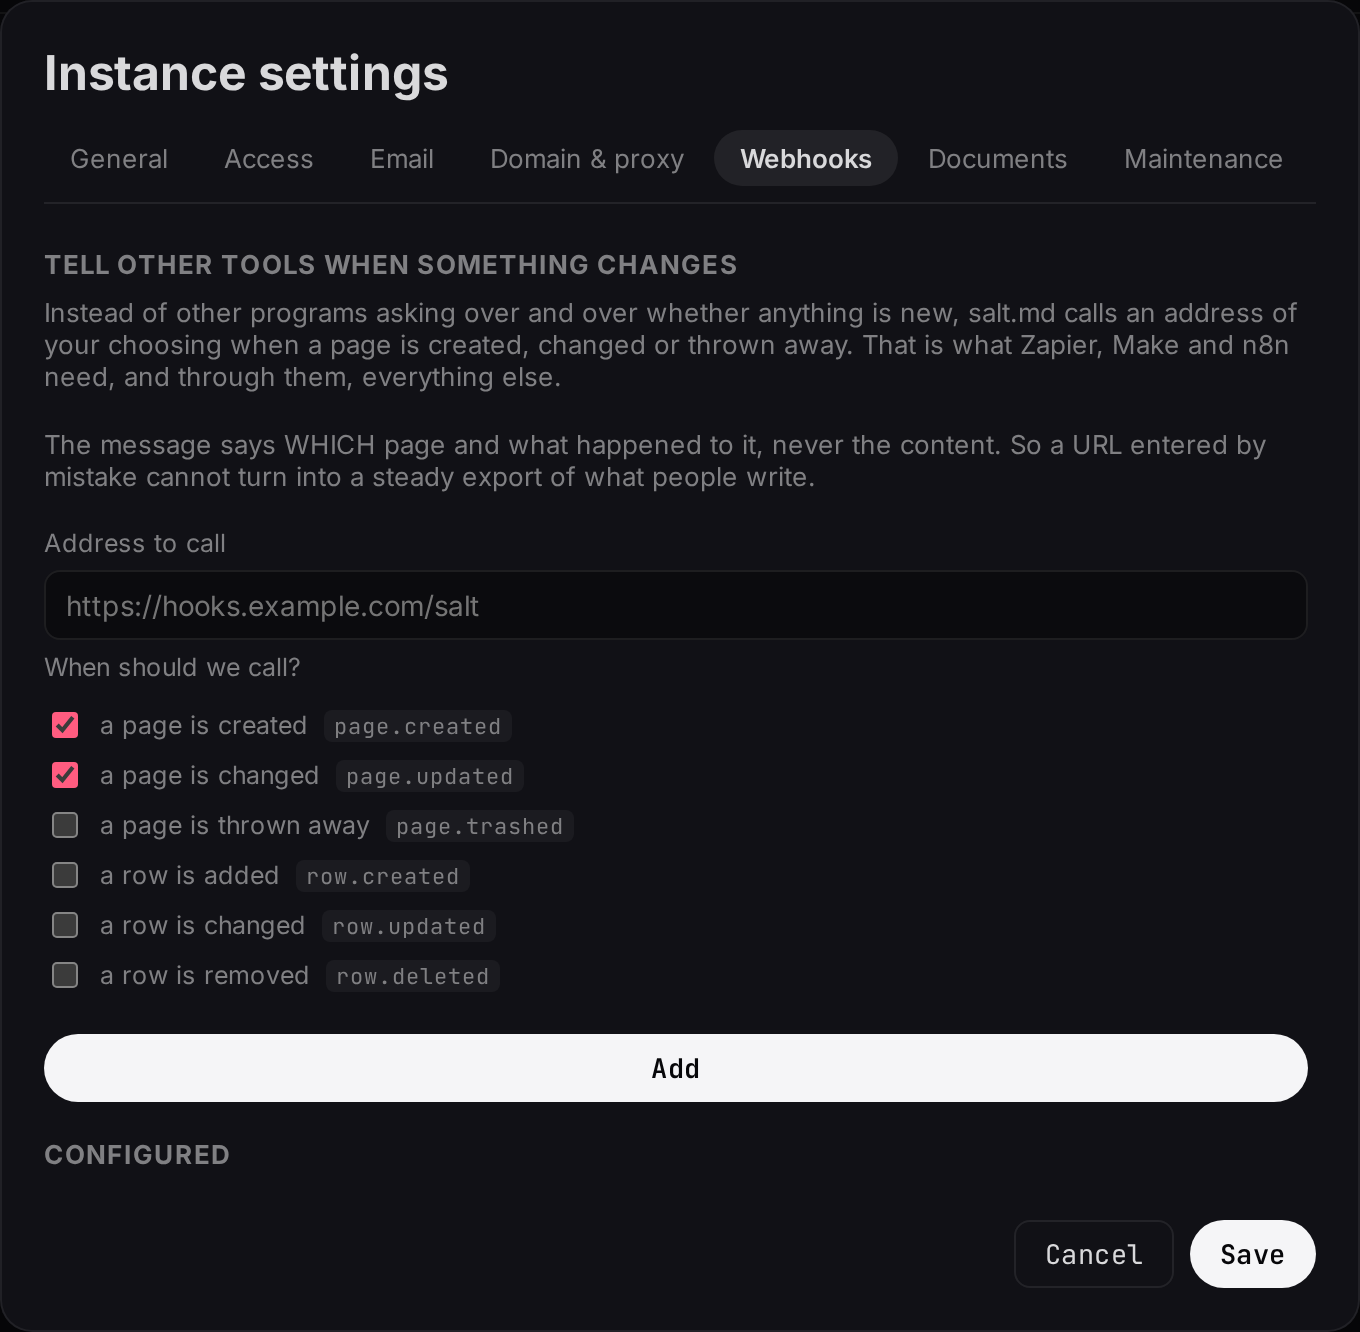 Instance settings
General Access Email Domain & proxy Webhooks Documents Maintenance
TELL OTHER TOOLS WHEN SOMETHING CHANGES
Instead of other programs asking over and over whether anything is new, salt.md calls an address of
your choosing when a page is created, changed or thrown away. That is what Zapier, Make and n8n
need, and through them, everything else.
The message says WHICH page and what happened to it, never the content. So a URL entered by
mistake cannot turn into a steady export of what people write.
Address to call
https://hooks.example.com/salt
When should we call?
a page is created page.created
a page is changed page.updated
a page is thrown away page.trashed
a row is added row.created
a row is changed row.updated
a row is removed row.deleted
Add
CONFIGURED
Cancel Save